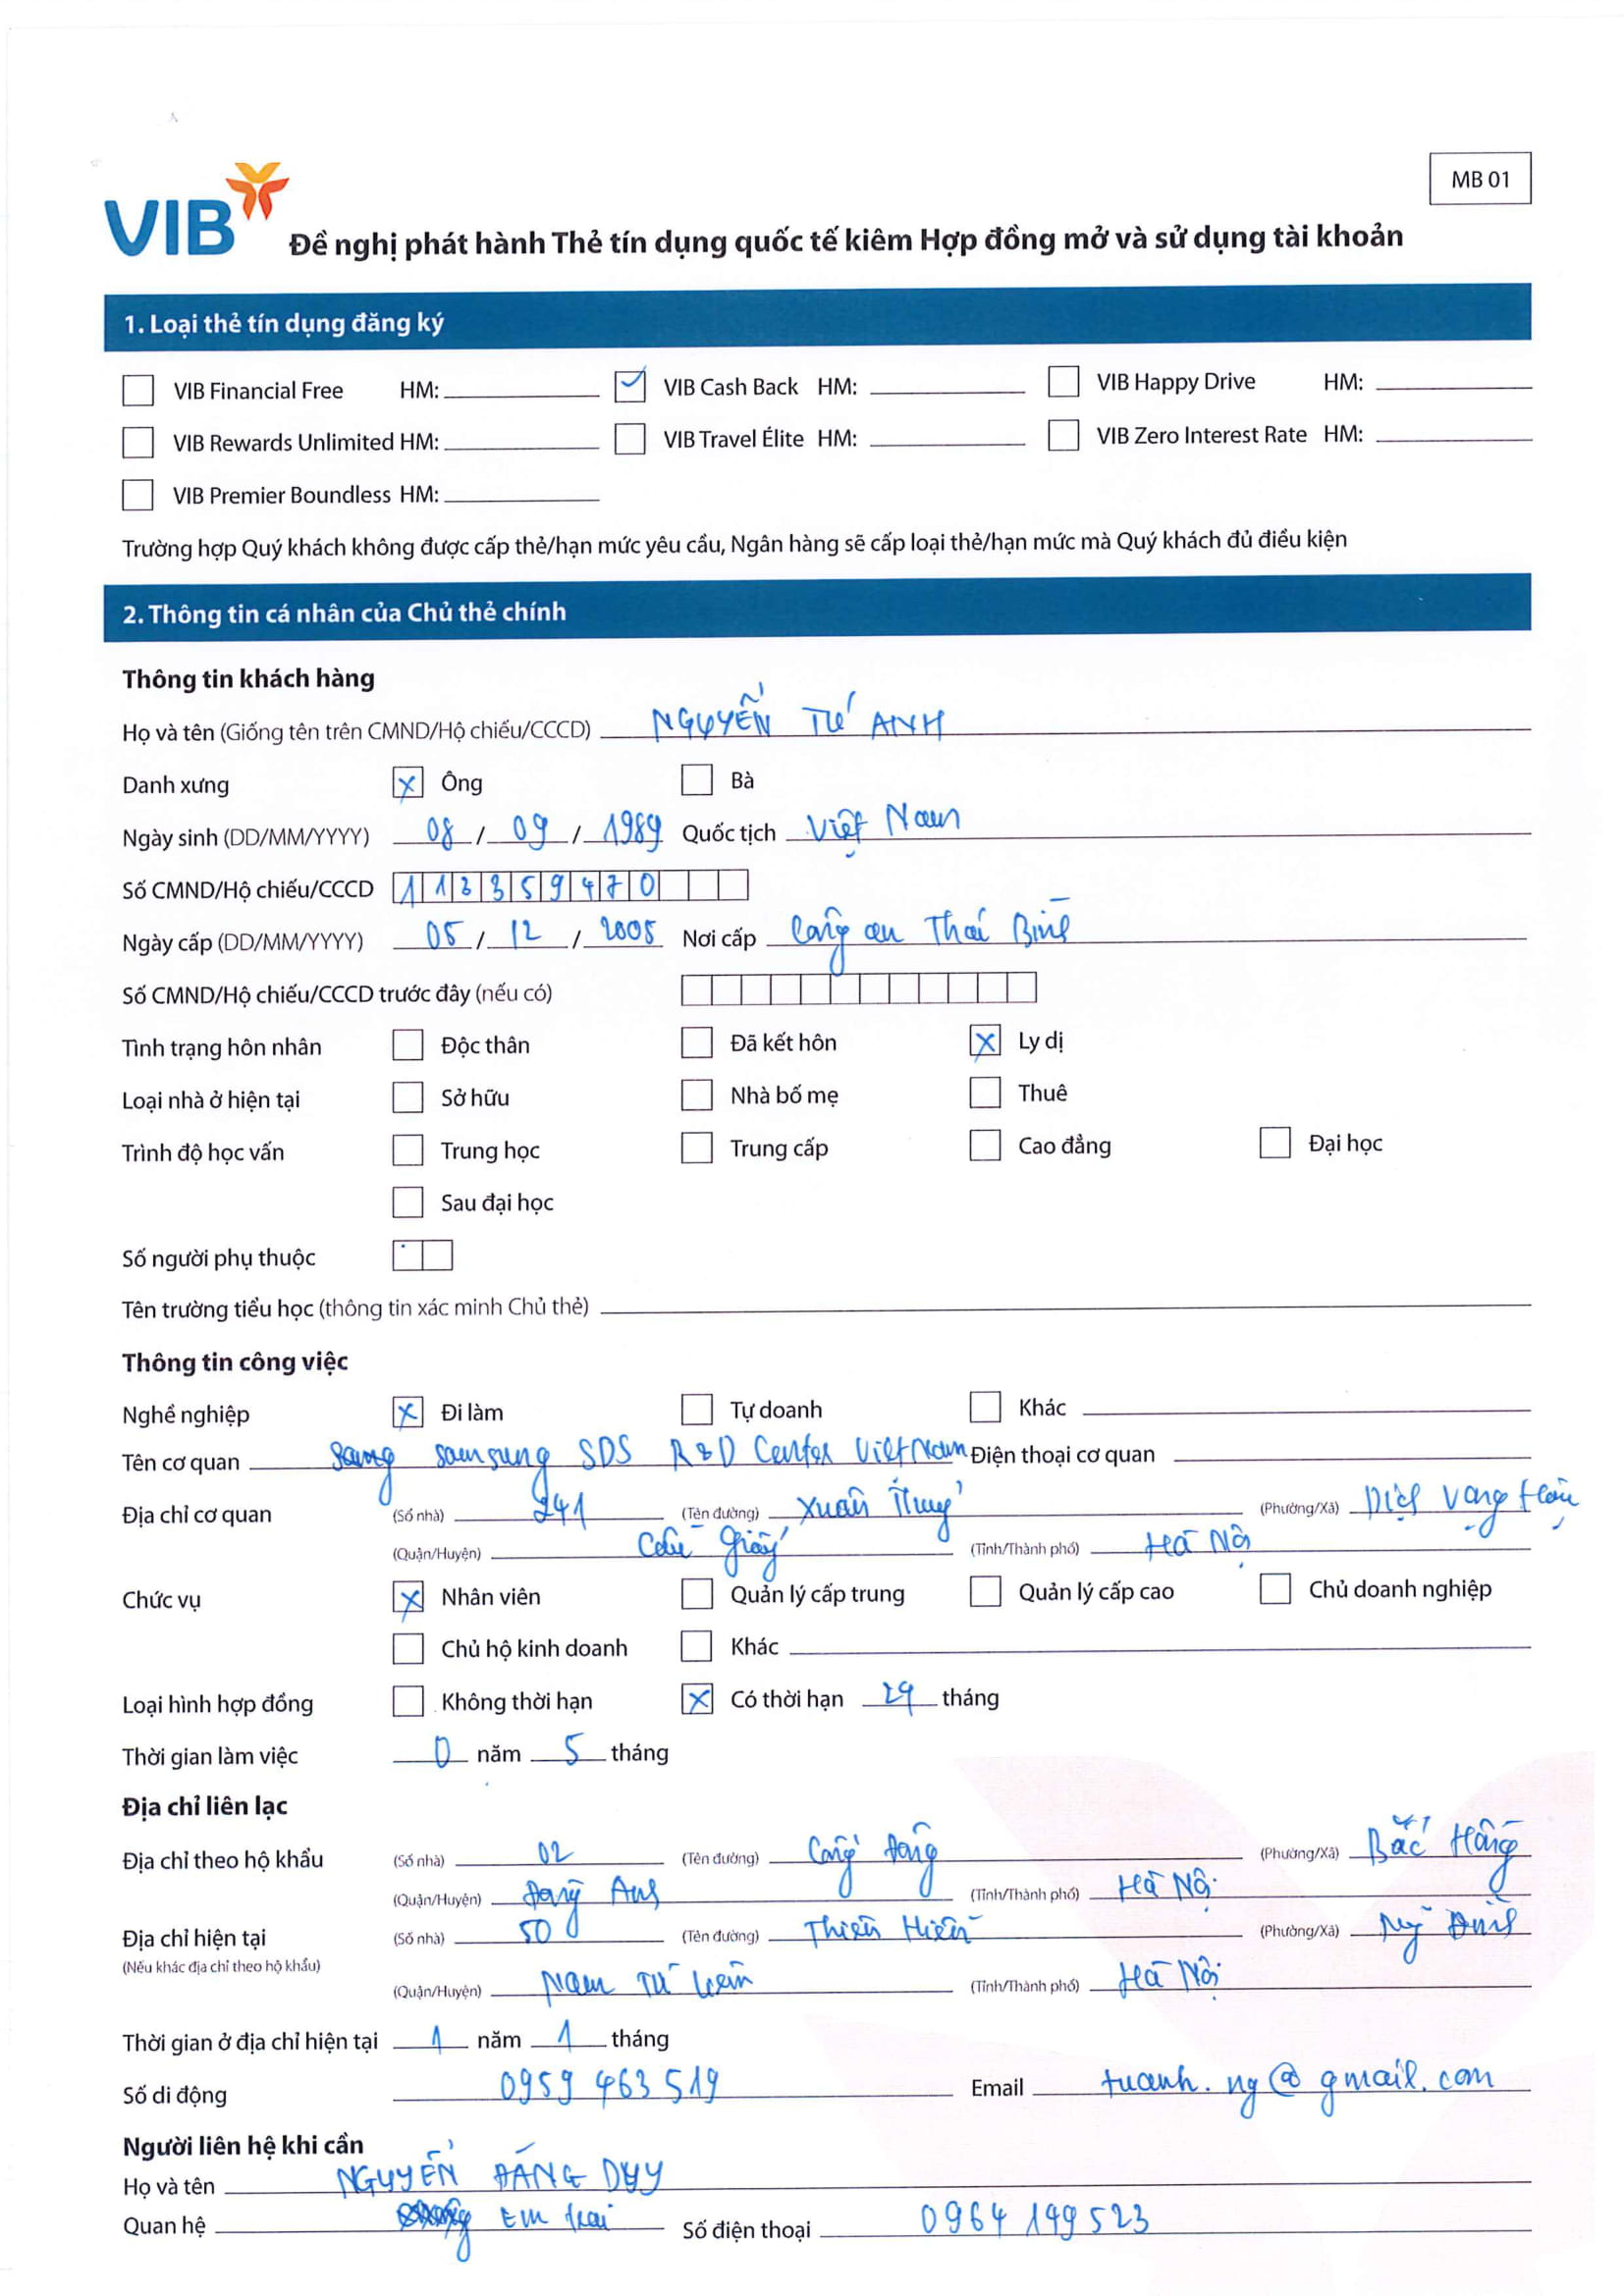 MB 01
VIB
Đề nghị phát hành Thẻ tín dụng quốc tế kiêm Hợp đồng mở và sử dụng tài khoản
1. Loại thẻ tín dụng đăng ký
VIB Financial Free HM: VIB Cash Back HM: VIB Happy Drive HM:
VIB Rewards Unlimited HM: VIB Travel Élite HM: VIB Zero Interest Rate HM:
VIB Premier Boundless HM:
Trường hợp Quý khách không được cấp thẻ/hạn mức yêu cầu, Ngân hàng sẽ cấp loại thẻ/hạn mức mà Quý khách đủ điều kiện
2. Thông tin cá nhân của Chủ thẻ chính
Thông tin khách hàng
Họ và tên (Giống tên trên CMND/Hộ chiếu/CCCD) NGUYỄN TÚ ANH
Danh xưng Ông Bà
Ngày sinh (DD/MM/YYYY) 08 / 09 / 1989 Quốc tịch Việt Nam
Số CMND/Hộ chiếu/CCCD 113359470
Ngày cấp (DD/MM/YYYY) 05 / 12 / 2005 Nơi cấp Công an Thái Bình
Số CMND/Hộ chiếu/CCCD trước đây (nếu có)
Tình trạng hôn nhân Độc thân Đã kết hôn Ly dị
Loại nhà ở hiện tại Sở hữu Nhà bố mẹ Thuê
Trình độ học vấn Trung học Trung cấp Cao đẳng Đại học
Sau đại học
Số người phụ thuộc
Tên trường tiểu học (thông tin xác minh Chủ thẻ)
Thông tin công việc
Nghề nghiệp Đi làm Tự doanh Khác
Tên cơ quan Samsung SDS R&D Center VietNam Điện thoại cơ quan
Địa chỉ cơ quan (Số nhà) 241 (Tên đường) Xuân Thuỷ (Phường/Xã) Dịch Vọng Hậu
(Quận/Huyện) Cầu Giấy (Tỉnh/Thành phố) Hà Nội
Chức vụ Nhân viên Quản lý cấp trung Quản lý cấp cao Chủ doanh nghiệp
Chủ hộ kinh doanh Khác
Loại hình hợp đồng Không thời hạn Có thời hạn 29 tháng
Thời gian làm việc 0 năm 5 tháng
Địa chỉ liên lạc
Địa chỉ theo hộ khẩu (Số nhà) 02 (Tên đường) (Phường/Xã) Bắc Hồng
(Quận/Huyện) Đông Anh (Tỉnh/Thành phố) Hà Nội
Địa chỉ hiện tại (Số nhà) 50 (Tên đường) Thiên Hiền (Phường/Xã) Mỹ Đình
(Nếu khác địa chỉ theo hộ khẩu)
(Quận/Huyện) Nam Từ Liêm (Tỉnh/Thành phố) Hà Nội
Thời gian ở địa chỉ hiện tại 1 năm 1 tháng
Số di động 0959 463 519 Email tuanh.ng@gmail.com
Người liên hệ khi cần
Họ và tên NGUYỄN ĐĂNG DUY
Quan hệ Em trai Số điện thoại 0964 199 523